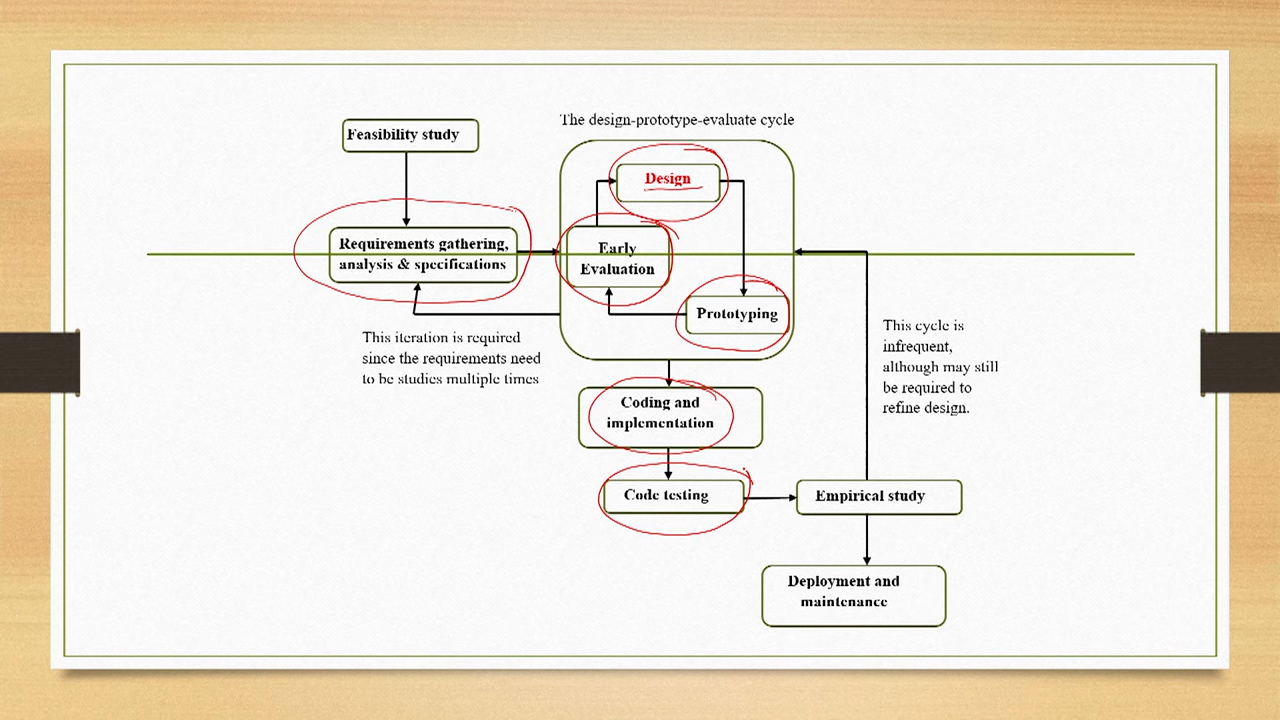 The design-prototype-evaluate cycle
Feasibility study
Design
Requirements gathering,
analysis & specifications
Early
Evaluation
Prototyping
This iteration is required
since the requirements need
to be studies multiple times
This cycle is
infrequent,
although may still
be required to
refine design.
Coding and
implementation
Code testing
Empirical study
Deployment and
maintenance